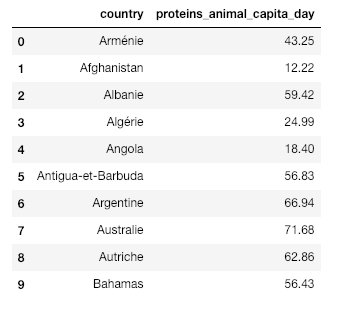 country proteins_animal_capita_day
0 Arménie 43.25
1 Afghanistan 12.22
2 Albanie 59.42
3 Algérie 24.99
4 Angola 18.40
5 Antigua-et-Barbuda 56.83
6 Argentine 66.94
7 Australie 71.68
8 Autriche 62.86
9 Bahamas 56.43